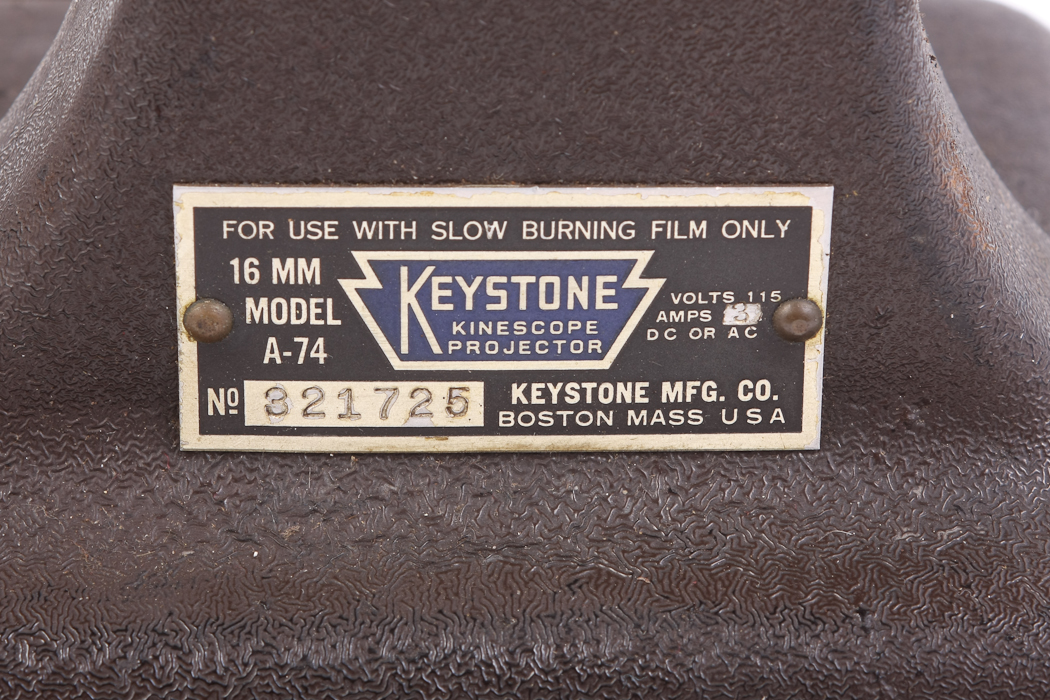 FOR USE WITH SLOW BURNING FILM ONLY
16 MM
MODEL
A-74
KEYSTONE
KINESCOPE
PROJECTOR
VOLTS 115
AMPS 3
DC OR AC
Nº 321725
KEYSTONE MFG. CO.
BOSTON MASS USA